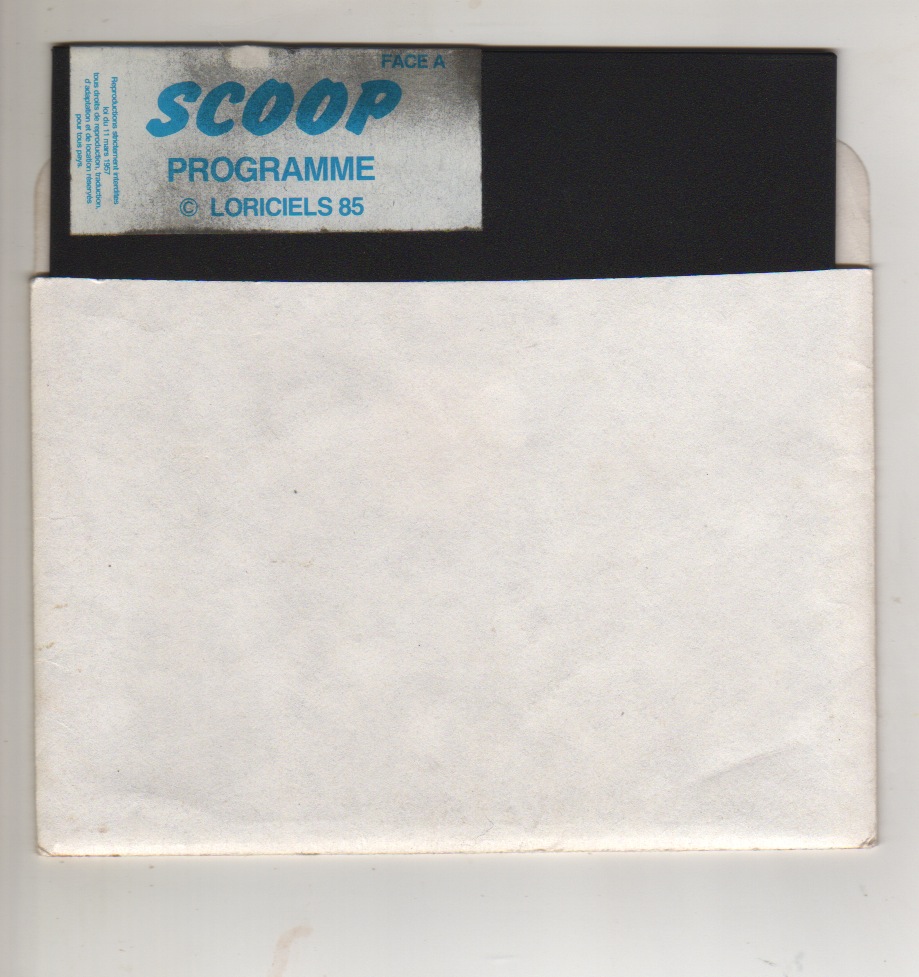 FACE A
SCOOP
PROGRAMME
© LORICIELS 85
Reproductions strictement interdites
loi du 11 mars 1957
tous droits de reproduction, traduction,
d'adaptation et de location réservés
pour tous pays.